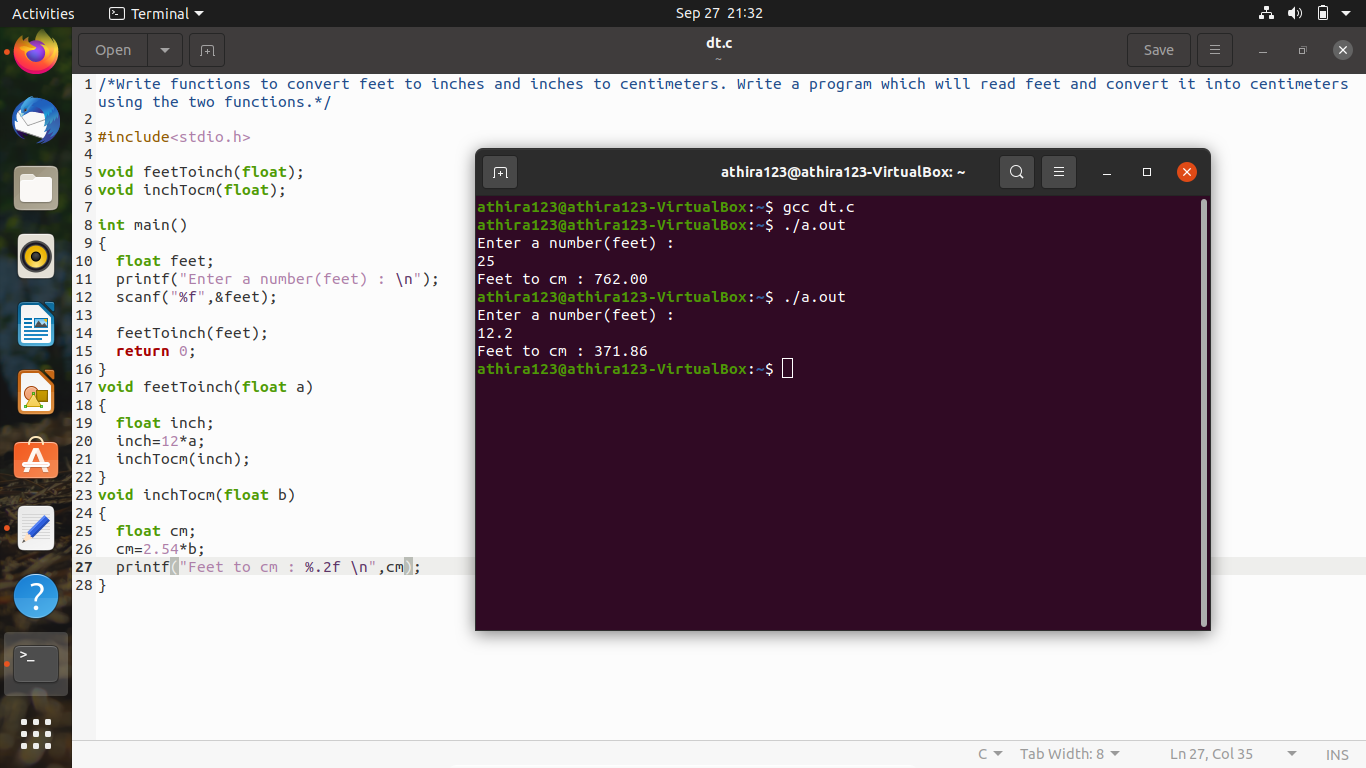 Activities Terminal Sep 27 21:32
Open dt.c Save
~
1 /*Write functions to convert feet to inches and inches to centimeters. Write a program which will read feet and convert it into centimeters
using the two functions.*/
2
3 #include<stdio.h>
4
5 void feetToinch(float);
6 void inchTocm(float);
7
8 int main()
9 {
10   float feet;
11   printf("Enter a number(feet) : \n");
12   scanf("%f",&feet);
13
14   feetToinch(feet);
15   return 0;
16 }
17 void feetToinch(float a)
18 {
19   float inch;
20   inch=12*a;
21   inchTocm(inch);
22 }
23 void inchTocm(float b)
24 {
25   float cm;
26   cm=2.54*b;
27   printf("Feet to cm : %.2f \n",cm);
28 }
athira123@athira123-VirtualBox: ~
athira123@athira123-VirtualBox:~$ gcc dt.c
athira123@athira123-VirtualBox:~$ ./a.out
Enter a number(feet) :
25
Feet to cm : 762.00
athira123@athira123-VirtualBox:~$ ./a.out
Enter a number(feet) :
12.2
Feet to cm : 371.86
athira123@athira123-VirtualBox:~$
C Tab Width: 8 Ln 27, Col 35 INS